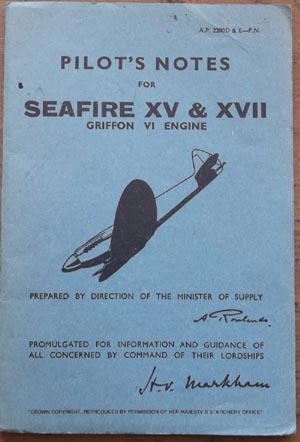 A.P. 2280D & E—P.N.
PILOT'S NOTES
FOR
SEAFIRE XV & XVII
GRIFFON VI ENGINE
PREPARED BY DIRECTION OF THE MINISTER OF SUPPLY
A. Rowlands.
PROMULGATED FOR INFORMATION AND GUIDANCE OF
ALL CONCERNED BY COMMAND OF THEIR LORDSHIPS
H. V. Markham
"CROWN COPYRIGHT, REPRODUCED BY PERMISSION OF HER MAJESTY'S STATIONERY OFFICE"